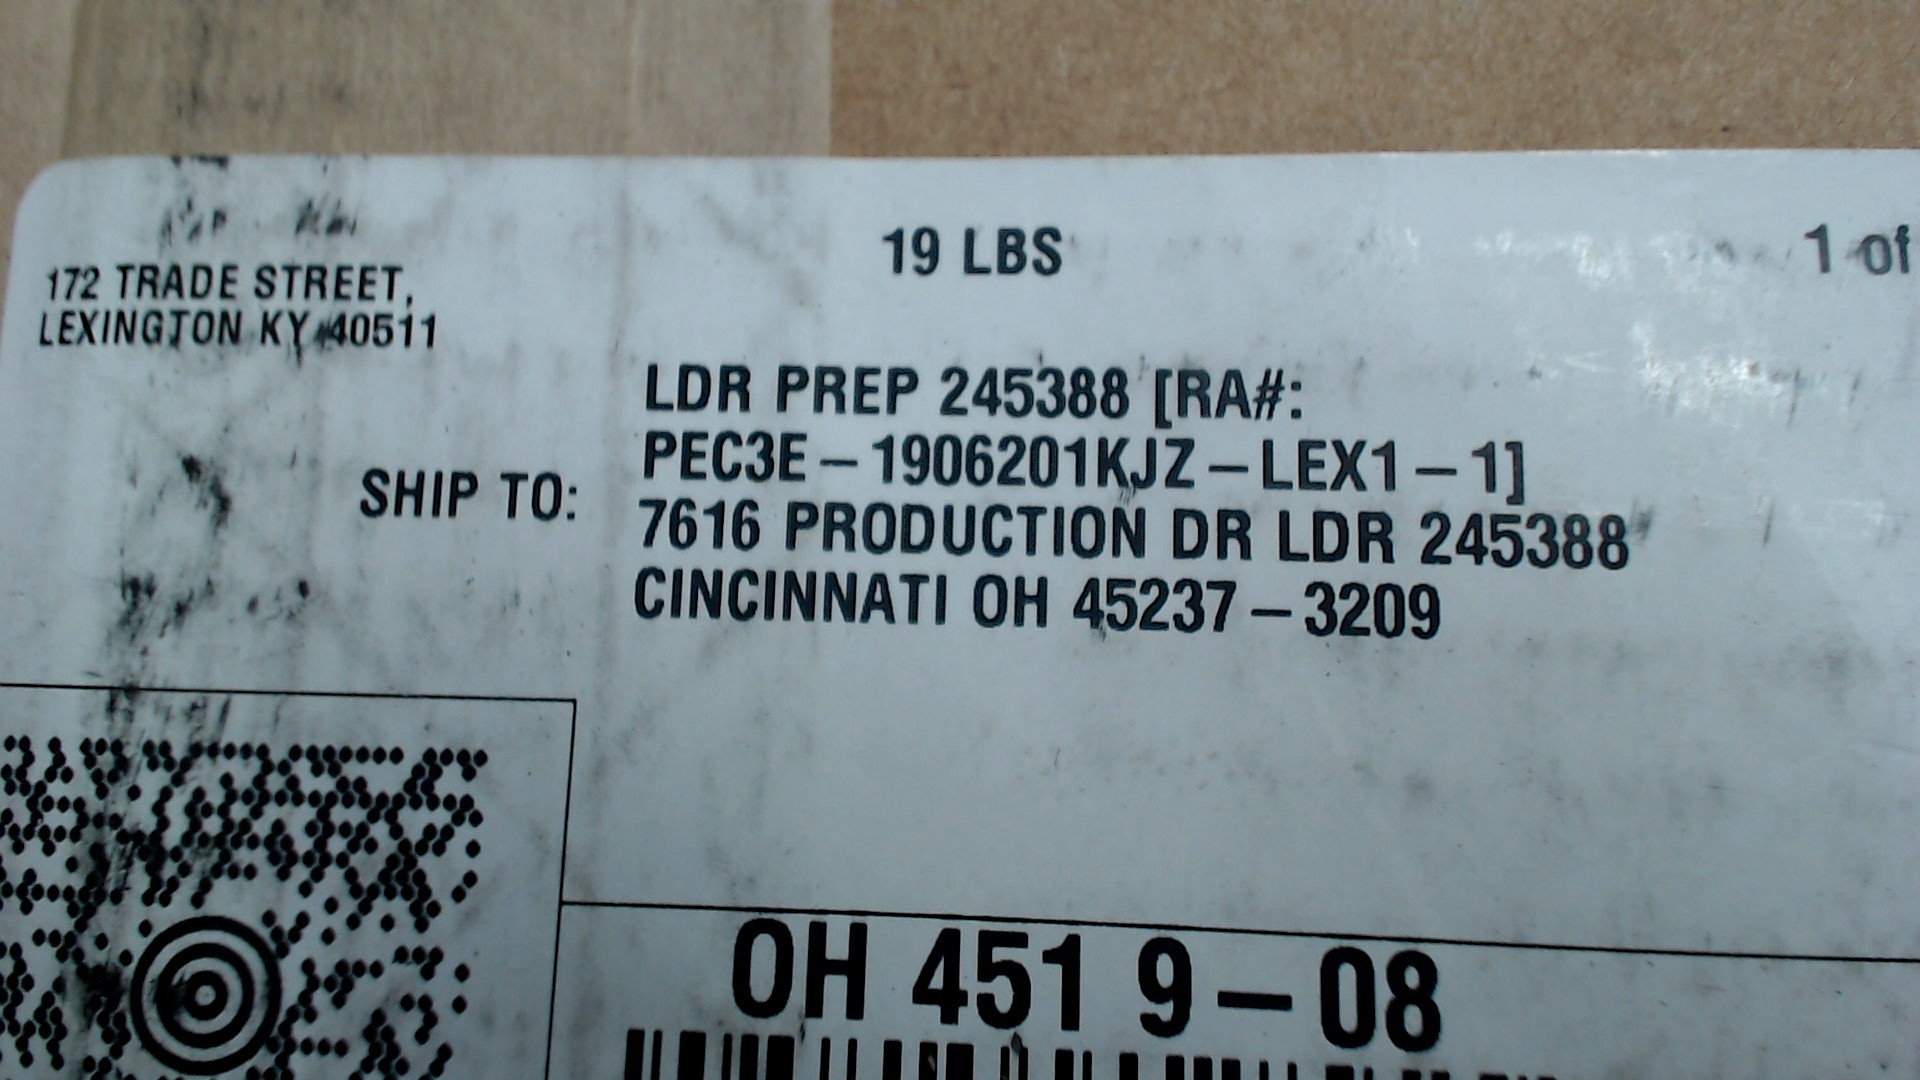 19 LBS
1 of
172 TRADE STREET,
LEXINGTON KY 40511
SHIP TO:
LDR PREP 245388 [RA#:
PEC3E-1906201KJZ-LEX1-1]
7616 PRODUCTION DR LDR 245388
CINCINNATI OH 45237-3209
OH 451 9-08